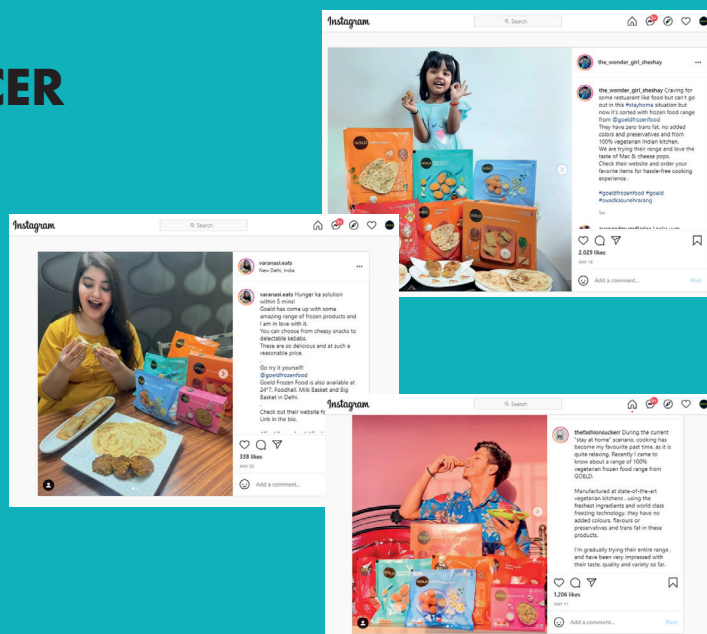 CER
Instagram
Search
the_wonder_girl_sheshay
the_wonder_girl_sheshay Craving for
some restuarant like food but can't go
out in this #stayhome situation but
now it's sorted with frozen food range
from @goeldfrozenfood
They have zero trans fat, no added
colors and preservatives and from
100% vegetarian Indian kitchen.
We are trying their range and love the
taste of Mac & cheese pops.
Check their website and order your
favorite items for hassle-free cooking
experience .
#goeldfrozenfood #goeld
#swadkasunehrarang
5w
2,029 likes
MAY 18
Add a comment...
Post
Instagram
Search
varanasi.eats
New Delhi, India
varanasi.eats Hunger ka solution
within 5 mins!
Goeld has come up with some
amazing range of frozen products and
I am in love with it.
You can choose from cheesy snacks to
delectable kebabs.
These are so delicious and at such a
reasonable price.
.
Go try it yourself!
@goeldfrozenfood
Goeld Frozen Food is also available at
24*7, Foodhall, Milk Basket and Big
Basket in Delhi.
.
Check out their website
Link in the bio.
338 likes
MAY 22
Add a comment...
Instagram
Search
thefashionsuckerr During the current
"stay at home" scenario, cooking has
become my favourite past time, as it is
quite relaxing. Recently I came to
know about a range of 100%
vegetarian frozen food range from
GOELD.
Manufactured at state-of-the-art
vegetarian kitchens , using the
freshest ingredients and world class
freezing technology, they have no
added colours, flavours or
preservatives and trans fat in these
products.
I'm gradually trying their entire range ,
and have been very impressed with
their taste, quality and variety so far.
1,206 likes
MAY 17
Add a comment...
Post